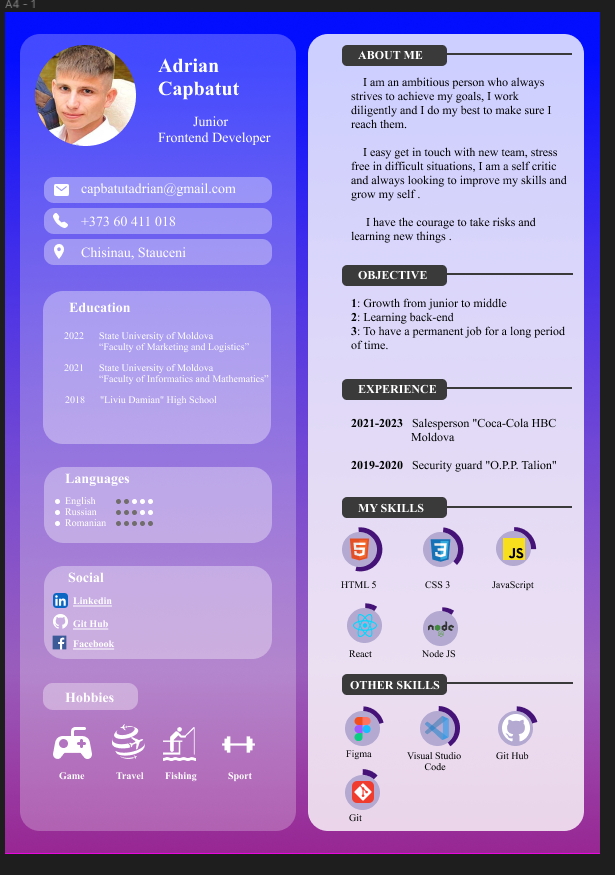 A4 - 1
Adrian
Capbatut
Junior
Frontend Developer
capbatutadrian@gmail.com
+373 60 411 018
Chisinau, Stauceni
Education
2022 State University of Moldova
“Faculty of Marketing and Logistics”
2021 State University of Moldova
“Faculty of Informatics and Mathematics”
2018 "Liviu Damian" High School
Languages
English
Russian
Romanian
Social
Linkedin
Git Hub
Facebook
Hobbies
Game Travel Fishing Sport
ABOUT ME
I am an ambitious person who always
strives to achieve my goals, I work
diligently and I do my best to make sure I
reach them.
I easy get in touch with new team, stress
free in difficult situations, I am a self critic
and always looking to improve my skills and
grow my self .
I have the courage to take risks and
learning new things .
OBJECTIVE
1: Growth from junior to middle
2: Learning back-end
3: To have a permanent job for a long period
of time.
EXPERIENCE
2021-2023 Salesperson "Coca-Cola HBC
Moldova
2019-2020 Security guard "O.P.P. Talion"
MY SKILLS
5 3 JS
HTML 5 CSS 3 JavaScript
node
React Node JS
OTHER SKILLS
Figma Visual Studio Git Hub
Code
Git